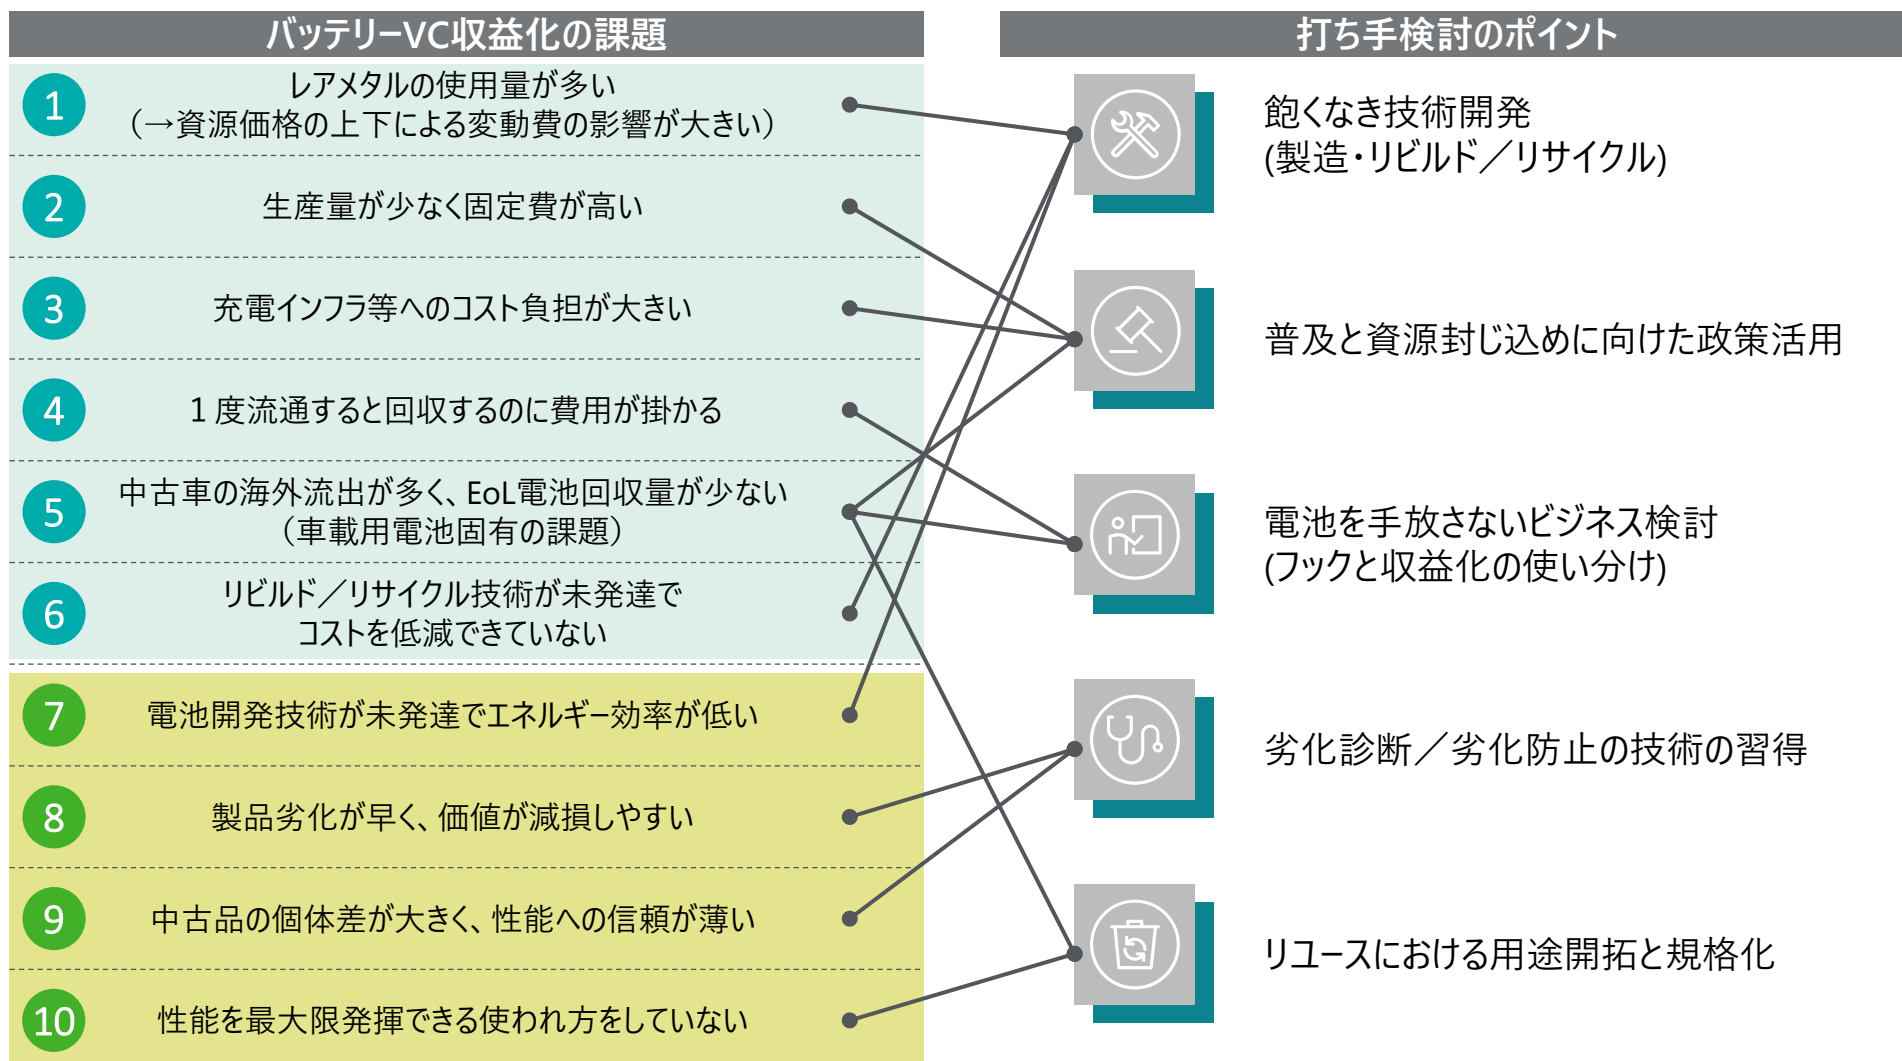 バッテリーVC収益化の課題
1
レアメタルの使用量が多い
（→資源価格の上下による変動費の影響が大きい）
2
生産量が少なく固定費が高い
3
充電インフラ等へのコスト負担が大きい
4
１度流通すると回収するのに費用が掛かる
5
中古車の海外流出が多く、EoL電池回収量が少ない
（車載用電池固有の課題）
6
リビルド／リサイクル技術が未発達で
コストを低減できていない
7
電池開発技術が未発達でエネルギー効率が低い
8
製品劣化が早く、価値が減損しやすい
9
中古品の個体差が大きく、性能への信頼が薄い
10
性能を最大限発揮できる使われ方をしていない
打ち手検討のポイント
飽くなき技術開発
(製造・リビルド／リサイクル)
普及と資源封じ込めに向けた政策活用
電池を手放さないビジネス検討
(フックと収益化の使い分け)
劣化診断／劣化防止の技術の習得
リユースにおける用途開拓と規格化